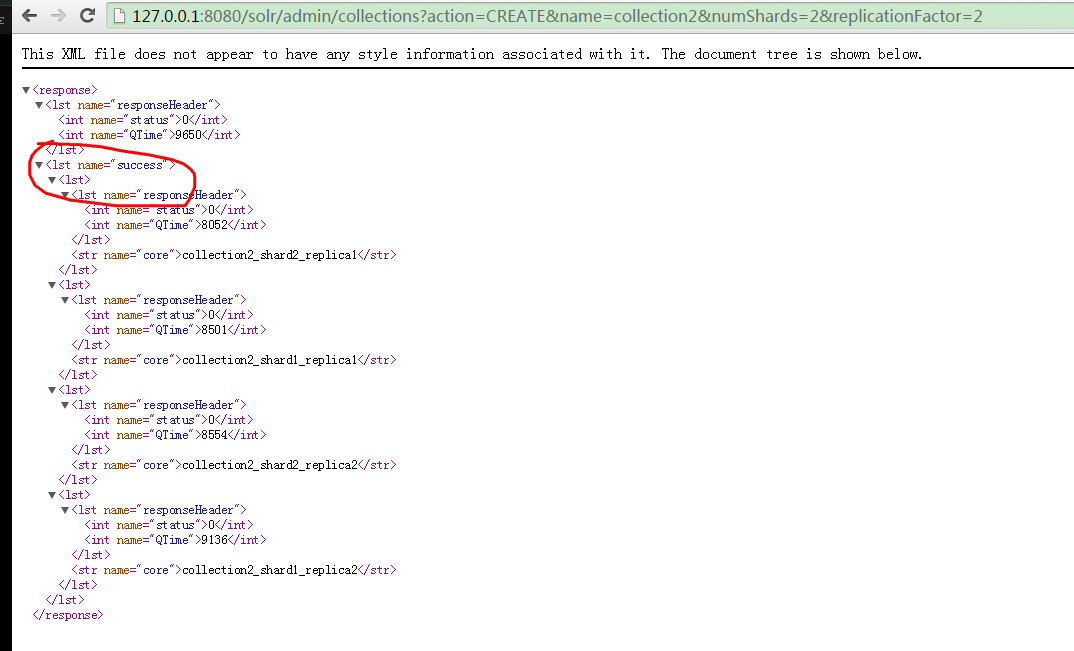 127.0.0.1:8080/solr/admin/collections?action=CREATE&name=collection2&numShards=2&replicationFactor=2
This XML file does not appear to have any style information associated with it. The document tree is shown below.
▼<response>
▼<lst name="responseHeader">
<int name="status">0</int>
<int name="QTime">9650</int>
</lst>
▼<lst name="success">
▼<lst>
▼<lst name="responseHeader">
<int name="status">0</int>
<int name="QTime">8052</int>
</lst>
<str name="core">collection2_shard2_replica1</str>
</lst>
▼<lst>
▼<lst name="responseHeader">
<int name="status">0</int>
<int name="QTime">8501</int>
</lst>
<str name="core">collection2_shard1_replica1</str>
</lst>
▼<lst>
▼<lst name="responseHeader">
<int name="status">0</int>
<int name="QTime">8554</int>
</lst>
<str name="core">collection2_shard2_replica2</str>
</lst>
▼<lst>
▼<lst name="responseHeader">
<int name="status">0</int>
<int name="QTime">9136</int>
</lst>
<str name="core">collection2_shard1_replica2</str>
</lst>
</lst>
</response>